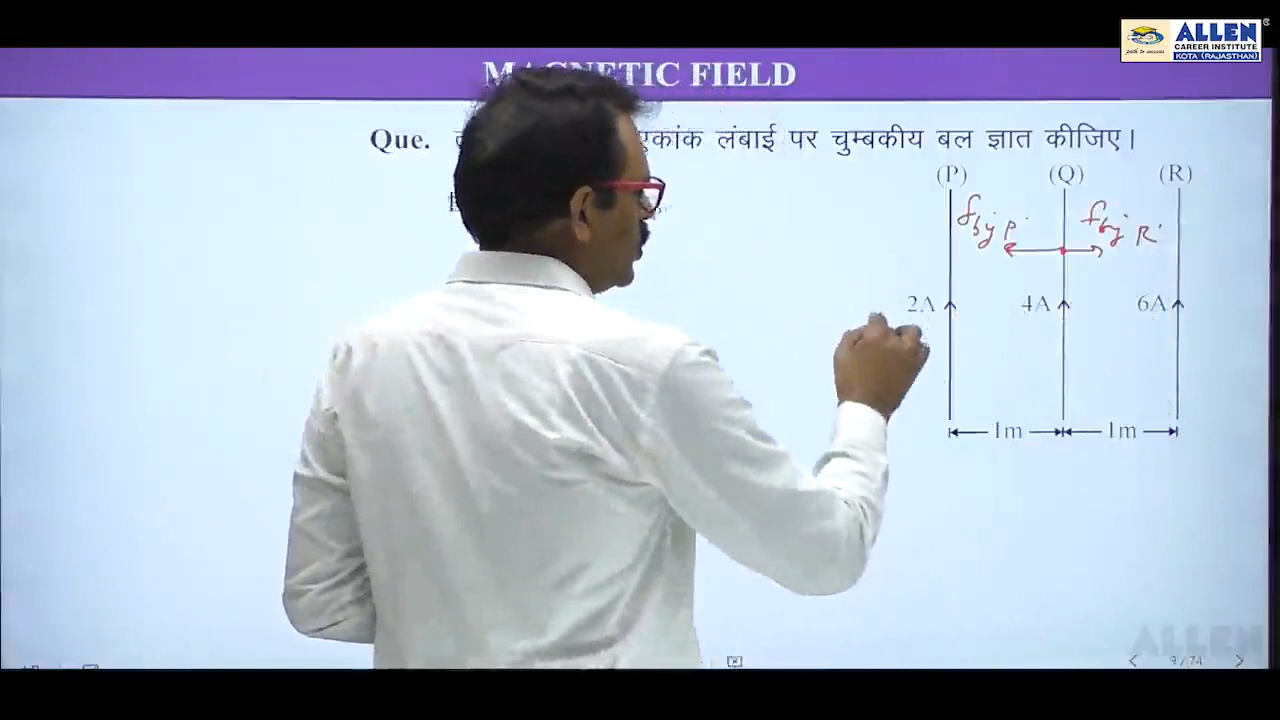 ALLEN
path to success
CAREER INSTITUTE
KOTA (RAJASTHAN)
MAGNETIC FIELD
Que. एकांक लंबाई पर चुम्बकीय बल ज्ञात कीजिए।
(P) (Q) (R)
f by P f by R
2A 4A 6A
1m 1m
ALLEN
9/74